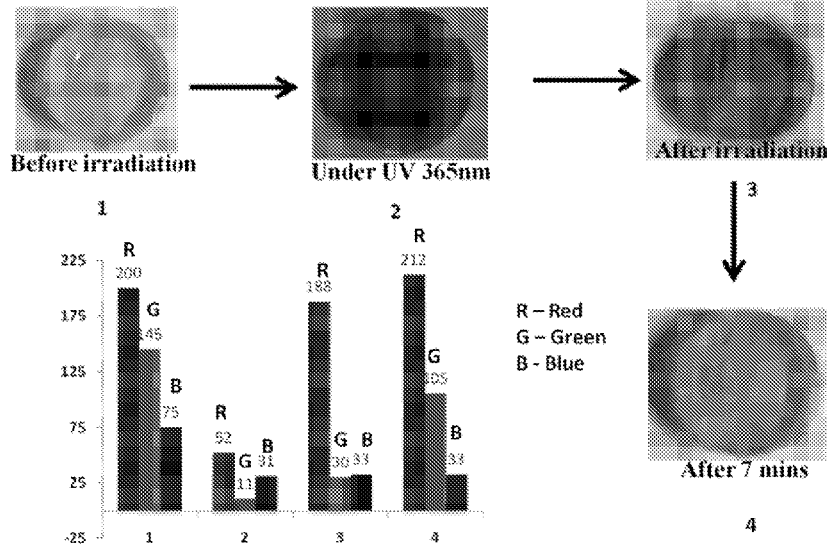 Before irradiation
Under UV 365nm
After irradiation
1
2
3
R
200
G
145
B
75
R
52
G
11
B
31
R
188
G
30
B
33
R
212
G
105
B
33
225
175
125
75
25
-25
1
2
3
4
R – Red
G – Green
B - Blue
After 7 mins
4